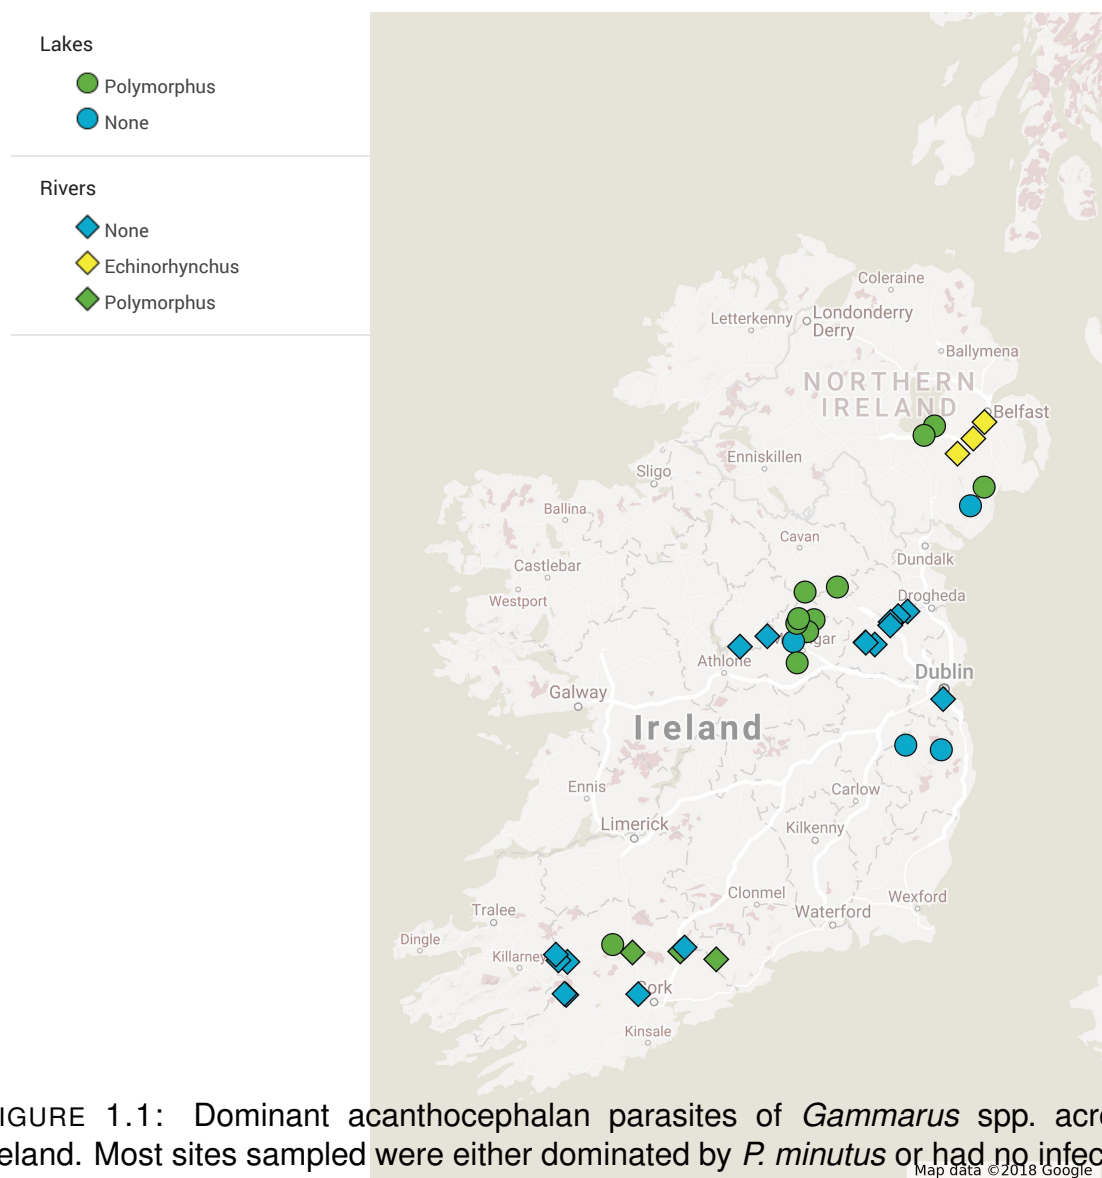 Lakes
Polymorphus
None
Rivers
None
Echinorhynchus
Polymorphus
Coleraine
Letterkenny
Londonderry
Derry
Ballymena
NORTHERN
IRELAND
Belfast
Enniskillen
Sligo
Ballina
Cavan
Dundalk
Castlebar
Westport
Drogheda
gar
Athlone
Dublin
Galway
Ireland
Ennis
Carlow
Limerick
Kilkenny
Clonmel
Wexford
Tralee
Waterford
Dingle
Killarney
Cork
Kinsale
IGURE 1.1: Dominant acanthocephalan parasites of Gammarus spp. acr
eland. Most sites sampled were either dominated by P. minutus or had no infec
Map data ©2018 Google